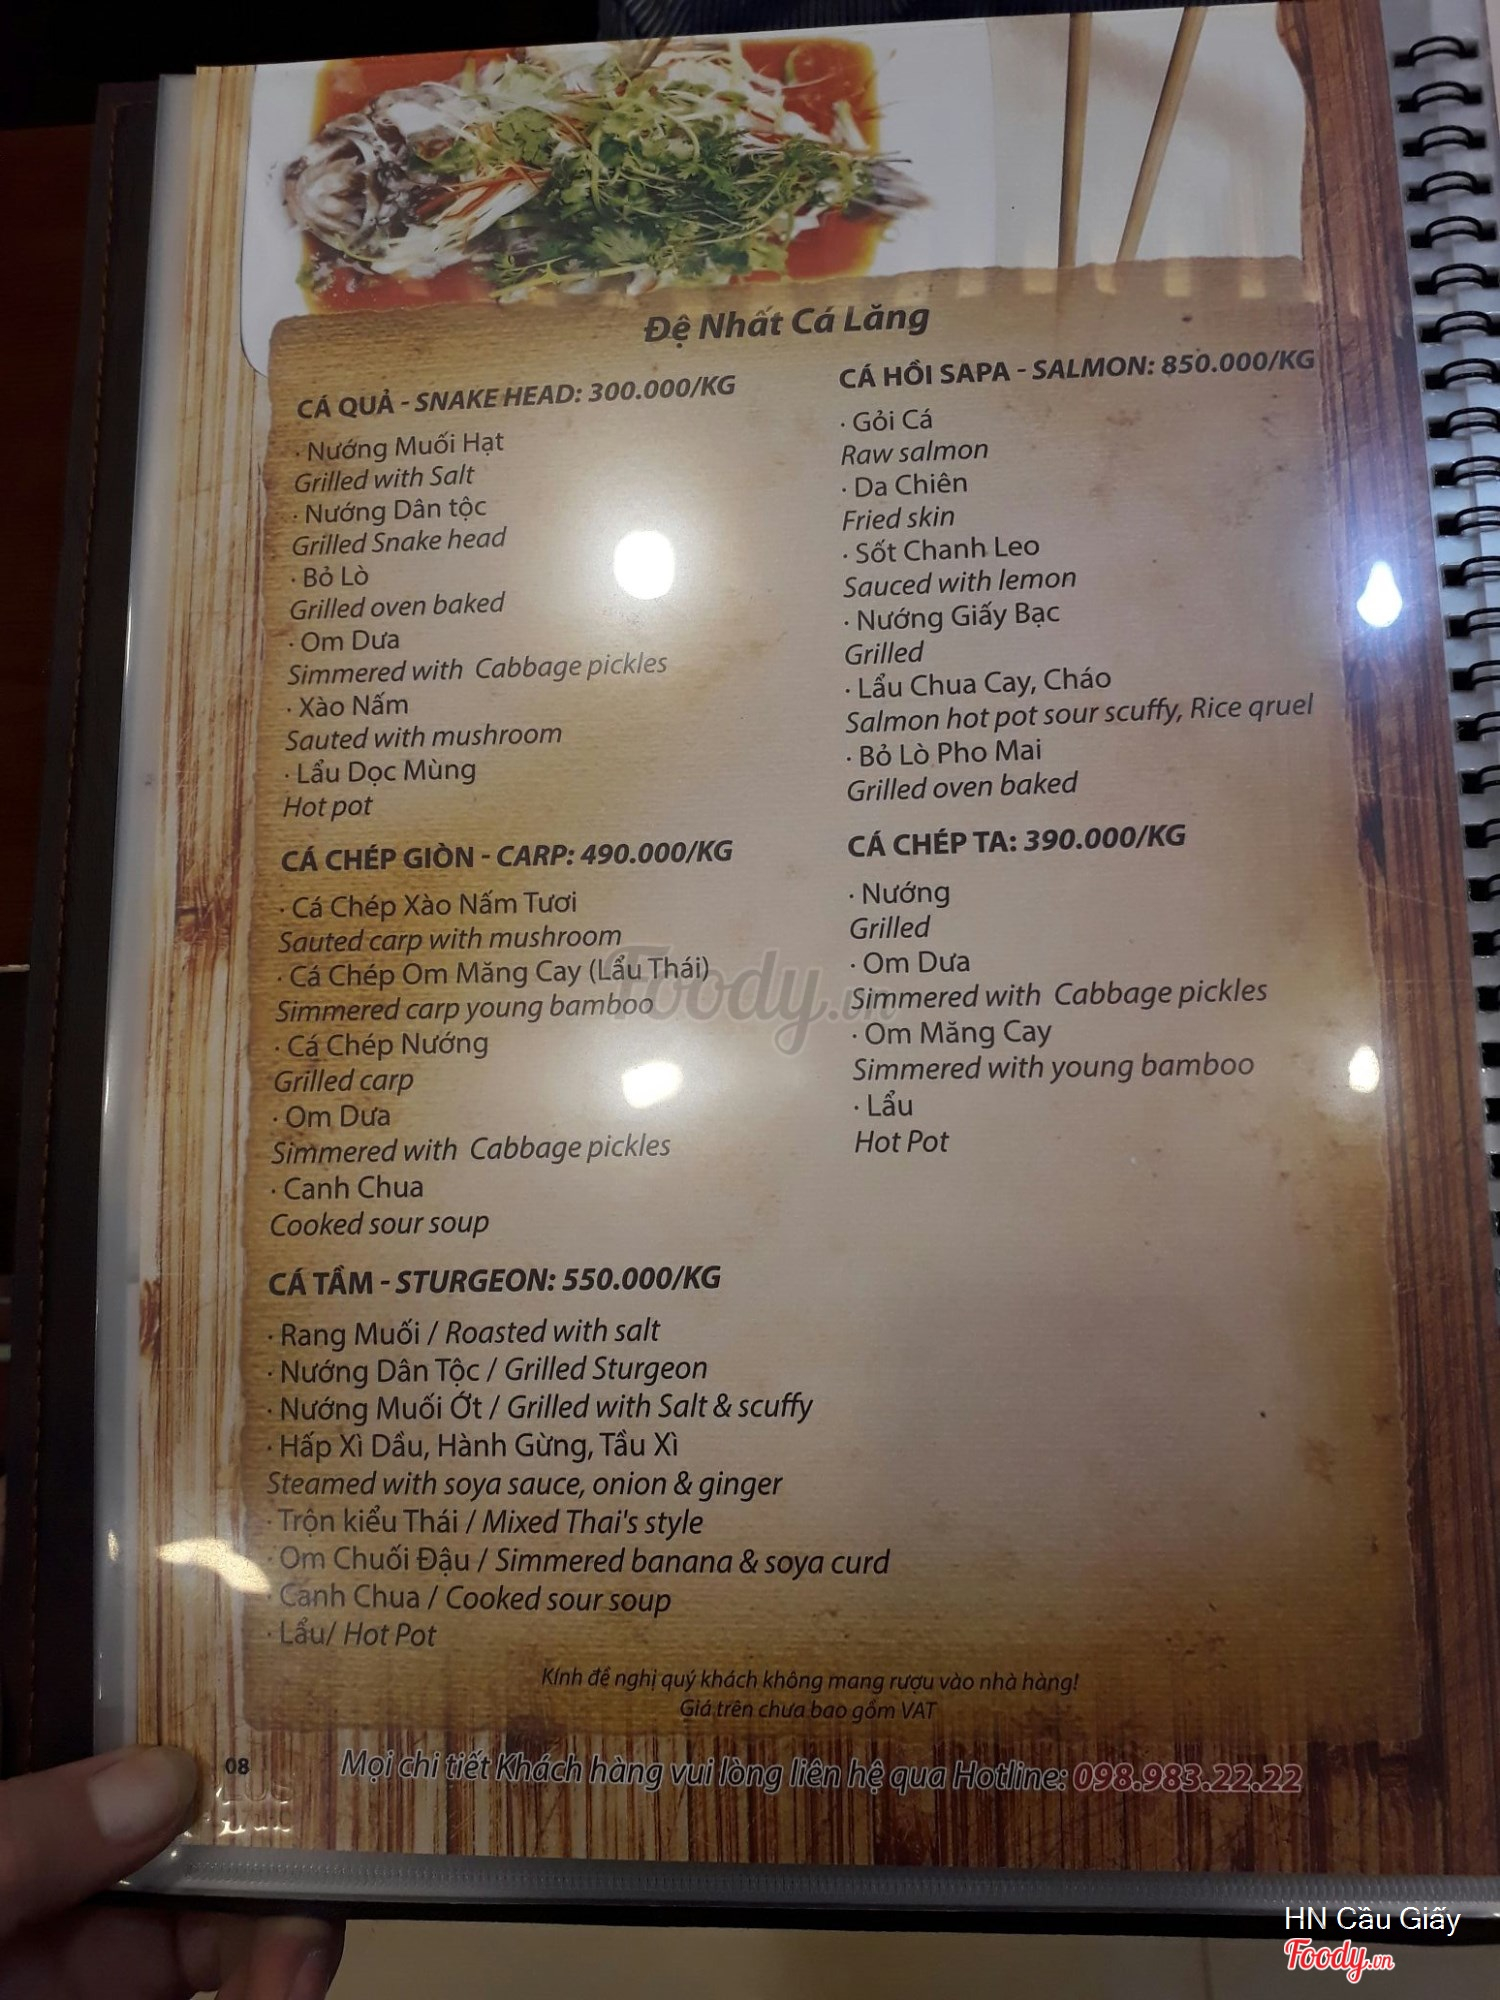 Đệ Nhất Cá Lăng
CÁ QUẢ - SNAKE HEAD: 300.000/KG
· Nướng Muối Hạt
Grilled with Salt
· Nướng Dân tộc
Grilled Snake head
· Bỏ Lò
Grilled oven baked
· Om Dưa
Simmered with Cabbage pickles
· Xào Nấm
Sauted with mushroom
· Lẩu Dọc Mùng
Hot pot
CÁ CHÉP GIÒN - CARP: 490.000/KG
· Cá Chép Xào Nấm Tươi
Sauted carp with mushroom
· Cá Chép Om Măng Cay (Lẩu Thái)
Simmered carp young bamboo
· Cá Chép Nướng
Grilled carp
· Om Dưa
Simmered with Cabbage pickles
· Canh Chua
Cooked sour soup
CÁ TẦM - STURGEON: 550.000/KG
· Rang Muối / Roasted with salt
· Nướng Dân Tộc / Grilled Sturgeon
· Nướng Muối Ớt / Grilled with Salt & scuffy
· Hấp Xì Dầu, Hành Gừng, Tầu Xì
Steamed with soya sauce, onion & ginger
· Trộn kiểu Thái / Mixed Thai's style
· Om Chuối Đậu / Simmered banana & soya curd
· Canh Chua / Cooked sour soup
· Lẩu/ Hot Pot
CÁ HỒI SAPA - SALMON: 850.000/KG
· Gỏi Cá
Raw salmon
· Da Chiên
Fried skin
· Sốt Chanh Leo
Sauced with lemon
· Nướng Giấy Bạc
Grilled
· Lẩu Chua Cay, Cháo
Salmon hot pot sour scuffy, Rice qruel
· Bỏ Lò Pho Mai
Grilled oven baked
CÁ CHÉP TA: 390.000/KG
· Nướng
Grilled
· Om Dưa
Simmered with Cabbage pickles
· Om Măng Cay
Simmered with young bamboo
· Lẩu
Hot Pot
Foody.vn
Kính đề nghị quý khách không mang rượu vào nhà hàng!
Giá trên chưa bao gồm VAT
08
Mọi chi tiết Khách hàng vui lòng liên hệ qua Hotline: 098.983.22.22
HN Cầu Giấy
Foody.vn